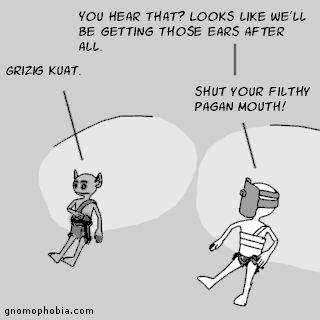 YOU HEAR THAT? LOOKS LIKE WE'LL
BE GETTING THOSE EARS AFTER
ALL.
GRIZIG KUAT.
SHUT YOUR FILTHY
PAGAN MOUTH!
gnomophobia.com